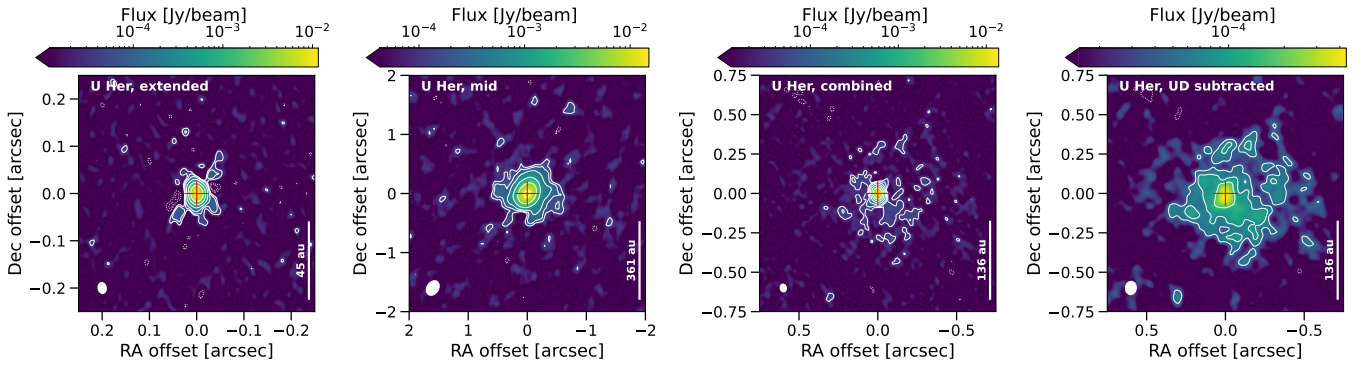 Flux [Jy/beam]
10⁻⁴ 10⁻³ 10⁻²
U Her, extended
Dec offset [arcsec]
0.2
0.1
0.0
−0.1
−0.2
45 au
0.2 0.1 0.0 −0.1 −0.2
RA offset [arcsec]
Flux [Jy/beam]
10⁻⁴ 10⁻³ 10⁻²
U Her, mid
Dec offset [arcsec]
2
1
0
−1
−2
361 au
2 1 0 −1 −2
RA offset [arcsec]
Flux [Jy/beam]
10⁻⁴ 10⁻³ 10⁻²
U Her, combined
Dec offset [arcsec]
0.75
0.50
0.25
0.00
−0.25
−0.50
−0.75
136 au
0.5 0.0 −0.5
RA offset [arcsec]
Flux [Jy/beam]
10⁻⁴
U Her, UD subtracted
Dec offset [arcsec]
0.75
0.50
0.25
0.00
−0.25
−0.50
−0.75
136 au
0.5 0.0 −0.5
RA offset [arcsec]